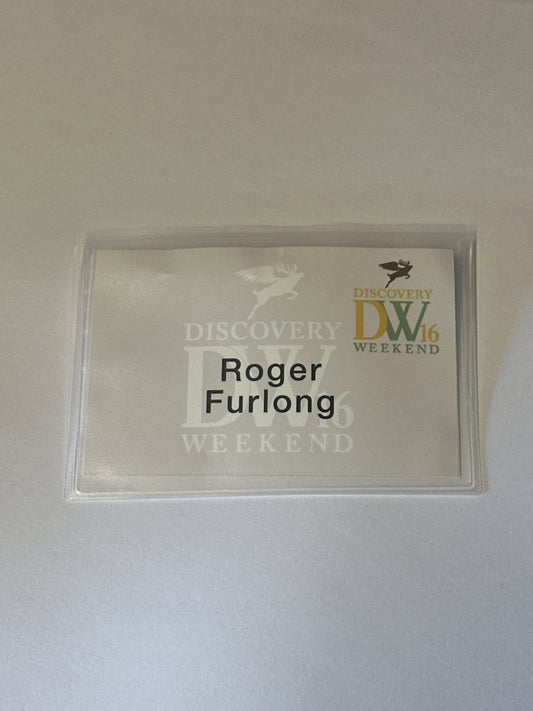 DISCOVERY
DW16
WEEKEND
DISCOVERY
DW16
WEEKEND
Roger
Furlong